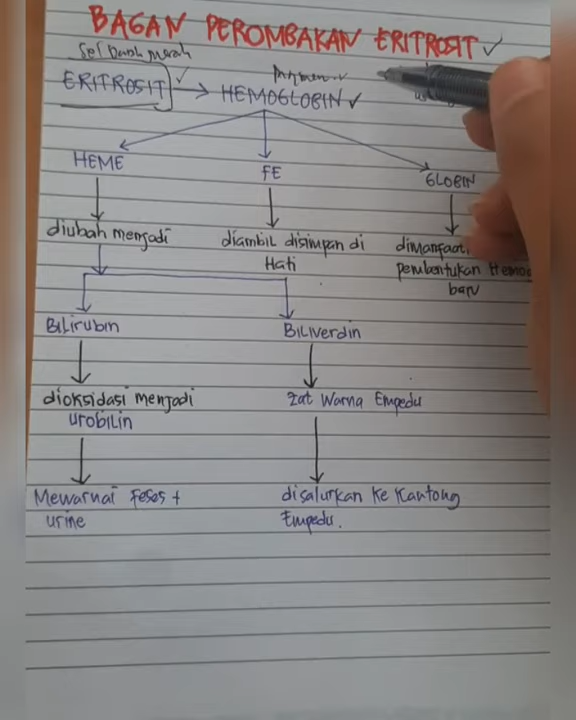 BAGAN PEROMBAKAN ERITROSIT ✓
Sel darah merah
ERITROSIT ✓ → HEMOGLOBIN ✓
HEME
FE
GLOBIN
diubah menjadi
diambil disimpan di
Hati
dimanfaat
pembentukan Hemo
baru
Bilirubin
Biliverdin
dioksidasi menjadi
urobilin
Zat Warna Empedu
Mewarnai Feses +
urine
disalurkan ke Kantong
Empedu.